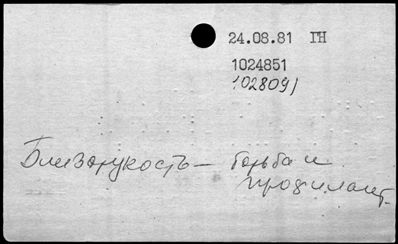 24.08.81 ГН
1024851
1028091
Близорукость – борьба и
профилакт.